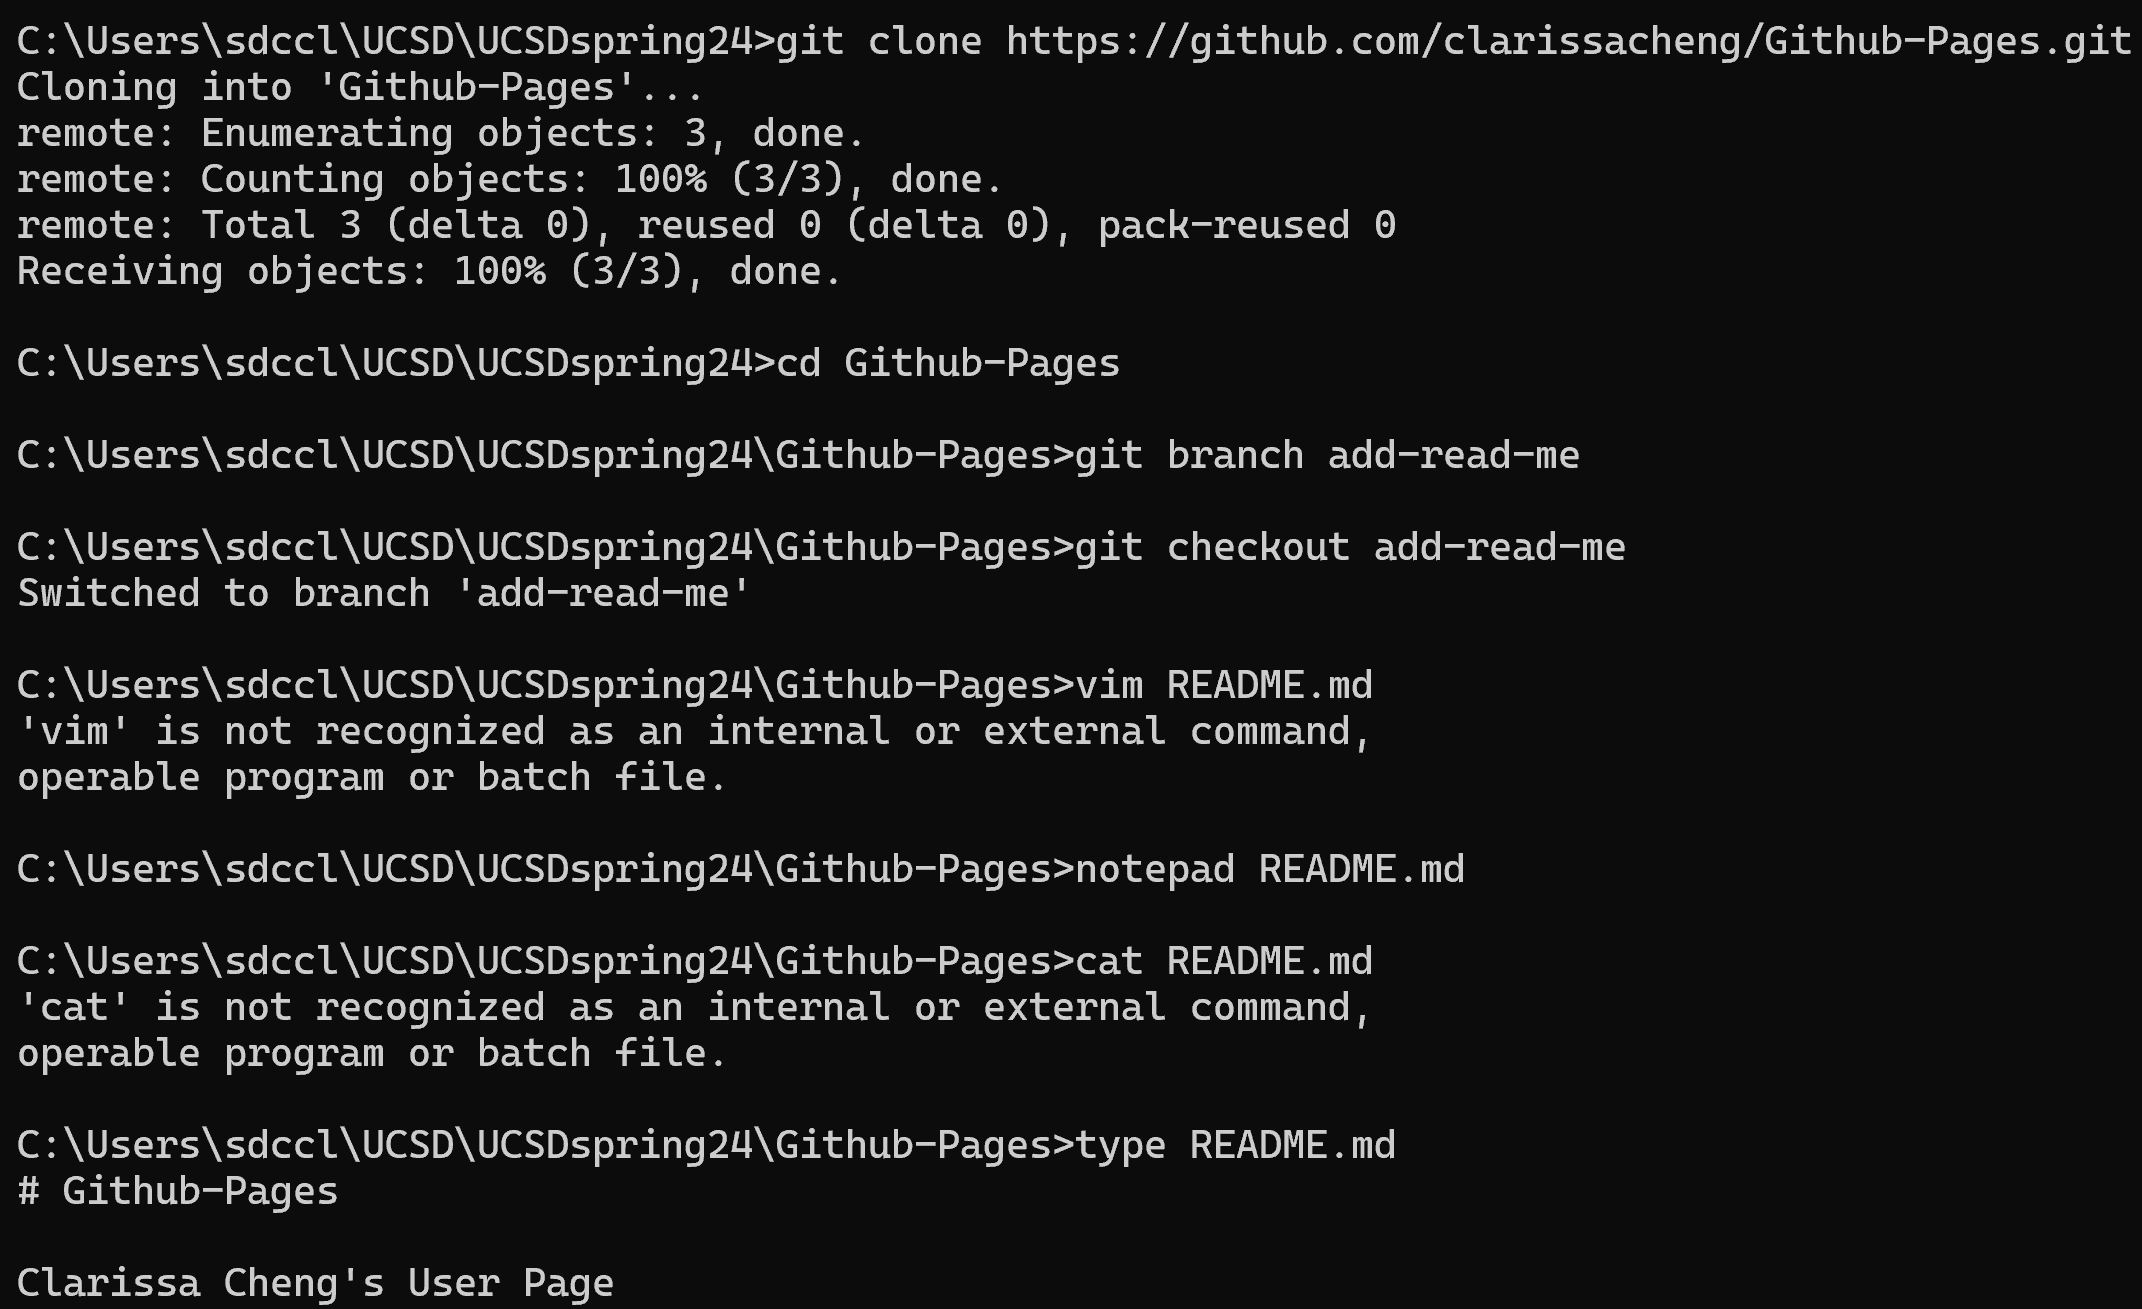 C:\Users\sdccl\UCSD\UCSDspring24>git clone https://github.com/clarissacheng/Github-Pages.git
Cloning into 'Github-Pages'...
remote: Enumerating objects: 3, done.
remote: Counting objects: 100% (3/3), done.
remote: Total 3 (delta 0), reused 0 (delta 0), pack-reused 0
Receiving objects: 100% (3/3), done.
C:\Users\sdccl\UCSD\UCSDspring24>cd Github-Pages
C:\Users\sdccl\UCSD\UCSDspring24\Github-Pages>git branch add-read-me
C:\Users\sdccl\UCSD\UCSDspring24\Github-Pages>git checkout add-read-me
Switched to branch 'add-read-me'
C:\Users\sdccl\UCSD\UCSDspring24\Github-Pages>vim README.md
'vim' is not recognized as an internal or external command,
operable program or batch file.
C:\Users\sdccl\UCSD\UCSDspring24\Github-Pages>notepad README.md
C:\Users\sdccl\UCSD\UCSDspring24\Github-Pages>cat README.md
'cat' is not recognized as an internal or external command,
operable program or batch file.
C:\Users\sdccl\UCSD\UCSDspring24\Github-Pages>type README.md
# Github-Pages
Clarissa Cheng's User Page